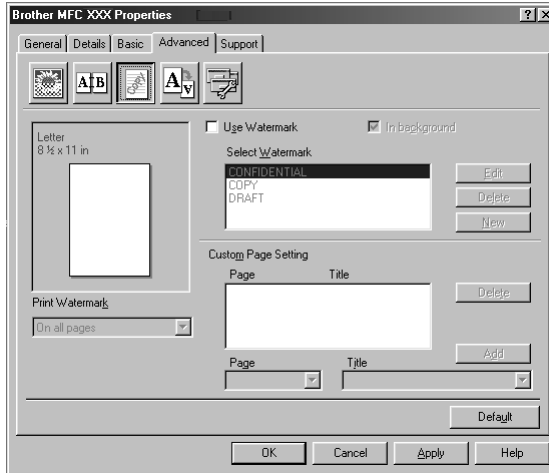 Brother MFC XXX Properties
General Details Basic Advanced Support
A B Copy A A
Letter
8 ½ x 11 in
Use Watermark In background
Select Watermark
CONFIDENTIAL
COPY
DRAFT
Edit
Delete
New
Custom Page Setting
Page Title
Delete
Print Watermark
On all pages
Add
Page Title
Default
OK Cancel Apply Help